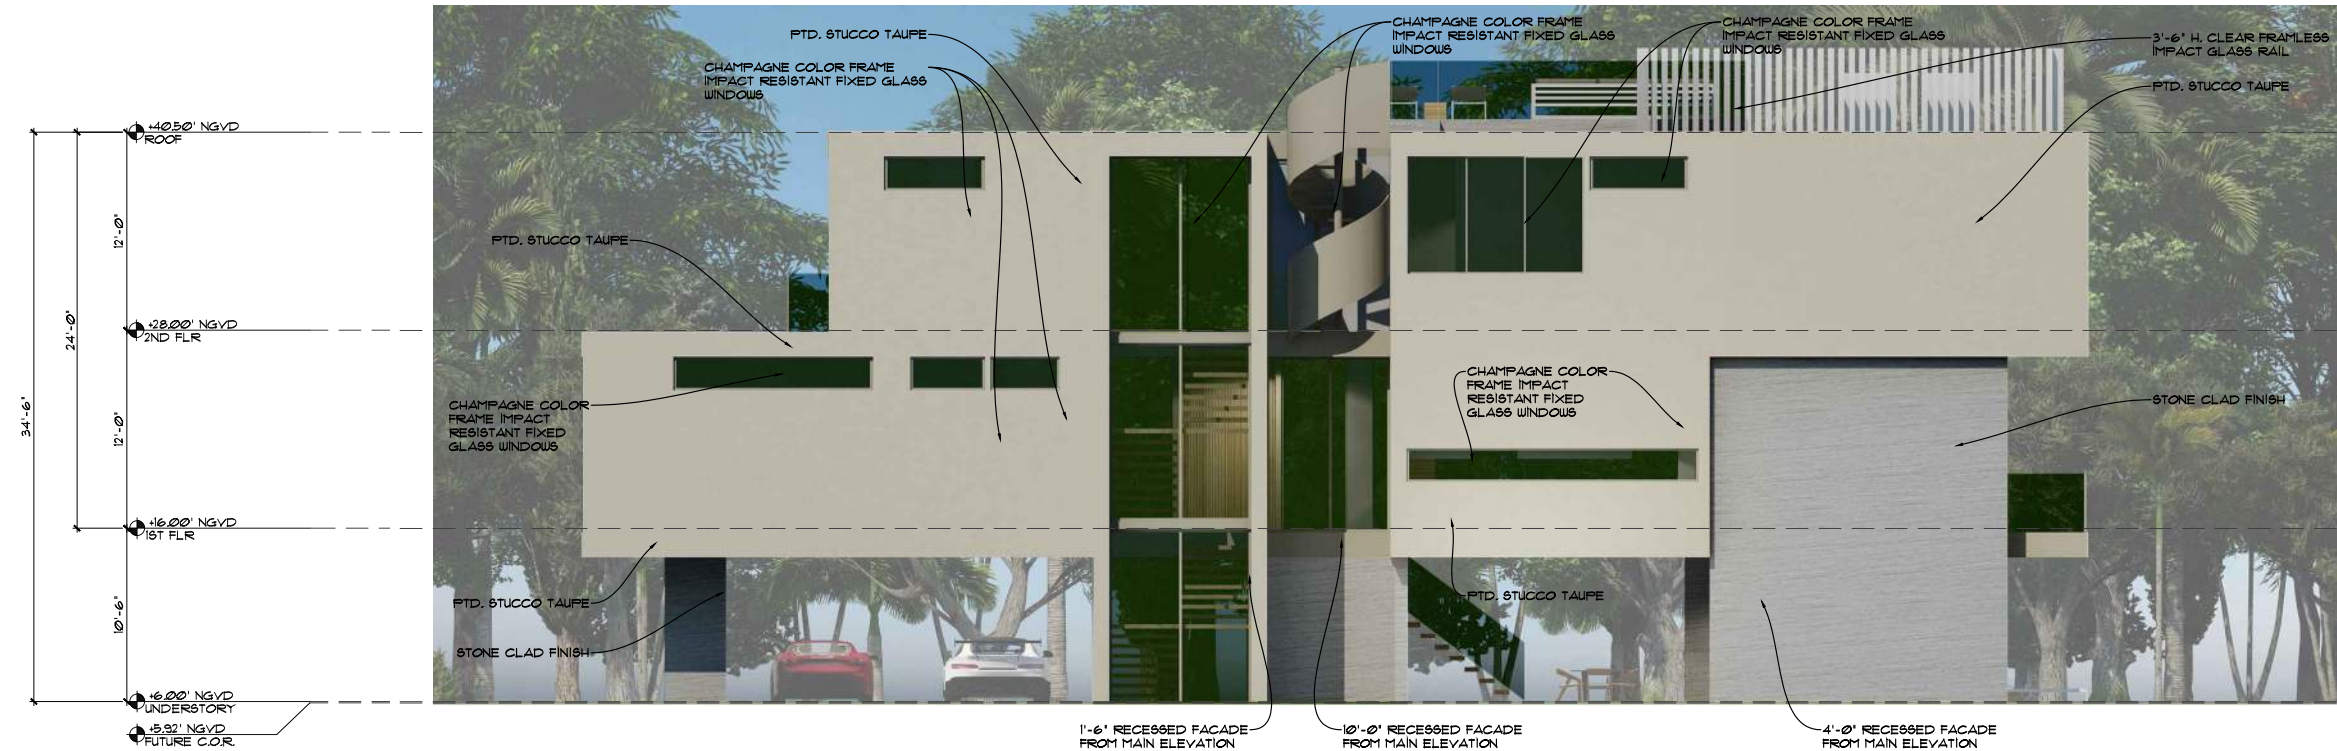 PTD. STUCCO TAUPE
CHAMPAGNE COLOR FRAME
IMPACT RESISTANT FIXED GLASS
WINDOWS
CHAMPAGNE COLOR FRAME
IMPACT RESISTANT FIXED GLASS
WINDOWS
CHAMPAGNE COLOR FRAME
IMPACT RESISTANT FIXED GLASS
WINDOWS
3'-6" H. CLEAR FRAMLESS
IMPACT GLASS RAIL
PTD. STUCCO TAUPE
+40.50' NGVD
ROOF
12'-0"
PTD. STUCCO TAUPE
24'-0"
+28.00' NGVD
2ND FLR
34'-6"
12'-0"
CHAMPAGNE COLOR
FRAME IMPACT
RESISTANT FIXED
GLASS WINDOWS
CHAMPAGNE COLOR
FRAME IMPACT
RESISTANT FIXED
GLASS WINDOWS
STONE CLAD FINISH
+16.00' NGVD
1ST FLR
10'-6"
PTD. STUCCO TAUPE
STONE CLAD FINISH
PTD. STUCCO TAUPE
+6.00' NGVD
UNDERSTORY
+5.92' NGVD
FUTURE C.O.R.
1'-6" RECESSED FACADE
FROM MAIN ELEVATION
10'-0" RECESSED FACADE
FROM MAIN ELEVATION
4'-0" RECESSED FACADE
FROM MAIN ELEVATION